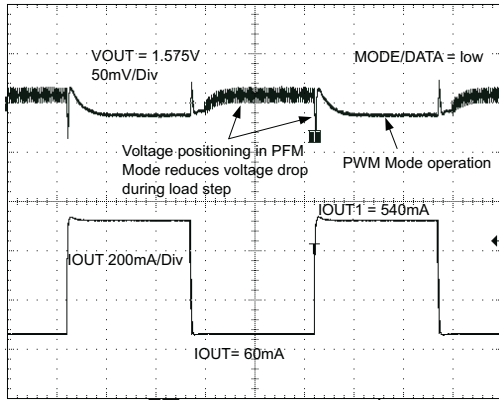 VOUT = 1.575V
50mV/Div
MODE/DATA = low
Voltage positioning in PFM
Mode reduces voltage drop
during load step
PWM Mode operation
IOUT1 = 540mA
IOUT 200mA/Div
IOUT= 60mA